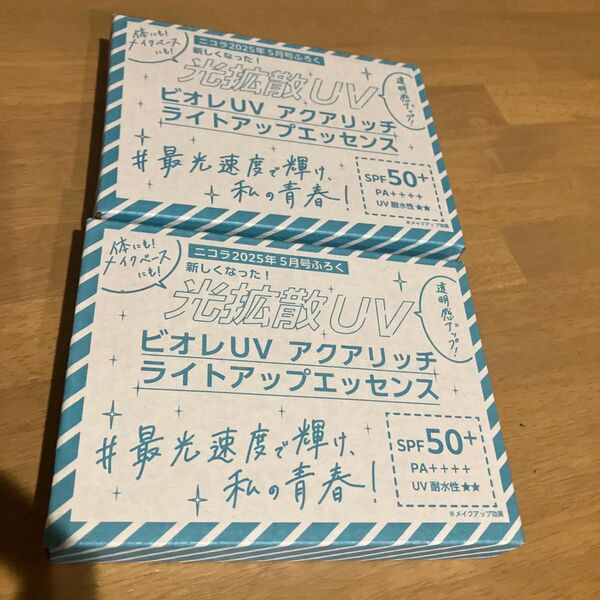 体にも!
メイクベース
にも!
ニコラ2025年5月号ふろく
新しくなった!
光拡散UV
透明感※アップ!
ビオレUV アクアリッチ
ライトアップエッセンス
#最光速度で輝け、
私の青春!
SPF50+
PA++++
UV耐水性★★
※メイクアップ効果
体にも!
メイクベース
にも!
ニコラ2025年5月号ふろく
新しくなった!
光拡散UV
透明感※アップ!
ビオレUV アクアリッチ
ライトアップエッセンス
#最光速度で輝け、
私の青春!
SPF50+
PA++++
UV耐水性★★
※メイクアップ効果